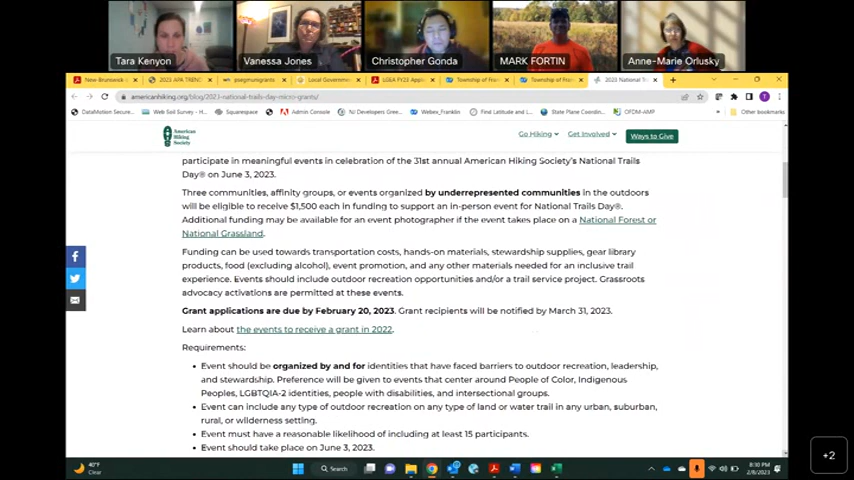 Tara Kenyon
Vanessa Jones
Christopher Gonda
MARK FORTIN
Anne-Marie Orlusky
New Brunswick
2023 APA TREN
psegmungrants
Local Governme
LGEA FY23 Appl
Township of Fra
Township of Fra
2023 National T
americanhiking.org/blog/2023-national-trails-day-micro-grants/
DataMotion Secure...
Web Soil Survey - H...
Squarespace
Admin Console
NJ Developers Gree...
Webex_Franklin
Find Latitude and L...
State Plane Coordin...
OPDM-AMP
Other bookmarks
American
Hiking
Society
Go Hiking
Get Involved
Ways to Give
participate in meaningful events in celebration of the 31st annual American Hiking Society's National Trails
Day® on June 3, 2023.
Three communities, affinity groups, or events organized by underrepresented communities in the outdoors
will be eligible to receive $1,500 each in funding to support an in-person event for National Trails Day®.
Additional funding may be available for an event photographer if the event takes place on a National Forest or
National Grassland.
Funding can be used towards transportation costs, hands-on materials, stewardship supplies, gear library
products, food (excluding alcohol), event promotion, and any other materials needed for an inclusive trail
experience. Events should include outdoor recreation opportunities and/or a trail service project. Grassroots
advocacy activations are permitted at these events.
Grant applications are due by February 20, 2023. Grant recipients will be notified by March 31, 2023.
Learn about the events to receive a grant in 2022.
Requirements:
• Event should be organized by and for identities that have faced barriers to outdoor recreation, leadership,
and stewardship. Preference will be given to events that center around People of Color, Indigenous
Peoples, LGBTQIA-2 identities, people with disabilities, and intersectional groups.
• Event can include any type of outdoor recreation on any type of land or water trail in any urban, suburban,
rural, or wilderness setting.
• Event must have a reasonable likelihood of including at least 15 participants.
• Event should take place on June 3, 2023.
40°F
Clear
Search
8:30 PM
2/8/2023
+2